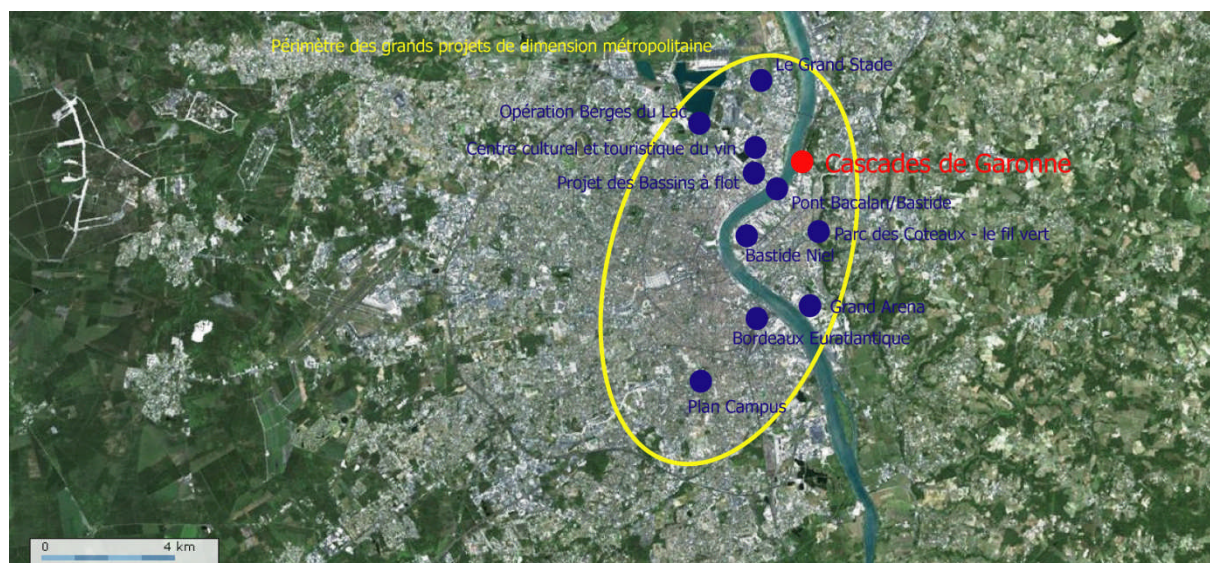 Périmètre des grands projets de dimension métropolitaine
Le Grand Stade
Opération Berges du Lac
Centre culturel et touristique du vin
Cascades de Garonne
Projet des Bassins à flot
Pont Bacalan/Bastide
Parc des Coteaux - le fil vert
Bastide Niel
Grand Arena
Bordeaux Euratlantique
Plan Campus
0 4 km